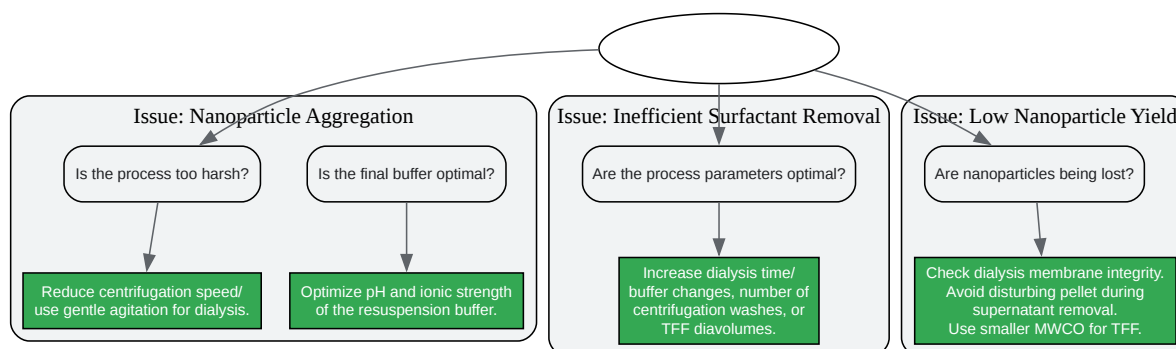 Issue: Nanoparticle Aggregation
Is the process too harsh?
Is the final buffer optimal?
Reduce centrifugation speed/
use gentle agitation for dialysis.
Optimize pH and ionic strength
of the resuspension buffer.
Issue: Inefficient Surfactant Removal
Are the process parameters optimal?
Increase dialysis time/
buffer changes, number of
centrifugation washes, or
TFF diavolumes.
Issue: Low Nanoparticle Yield
Are nanoparticles being lost?
Check dialysis membrane integrity.
Avoid disturbing pellet during
supernatant removal.
Use smaller MWCO for TFF.